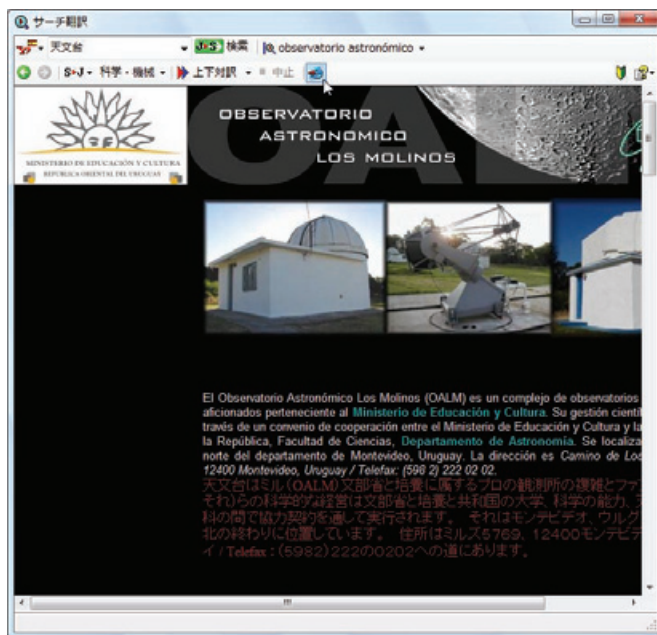 サーチ翻訳
天文台
J▸S 検索
observatorio astronómico
S▸J
科学・機械
上下対訳
中止
MINISTERIO DE EDUCACIÓN Y CULTURA
REPÚBLICA ORIENTAL DEL URUGUAY
OAL
OBSERVATORIO
ASTRONOMICO
LOS MOLINOS
El Observatorio Astronómico Los Molinos (OALM) es un complejo de observatorios
aficionados perteneciente al Ministerio de Educación y Cultura. Su gestión cientí
través de un convenio de cooperación entre el Ministerio de Educación y Cultura y la
la República, Facultad de Ciencias, Departamento de Astronomía. Se localiza
norte del departamento de Montevideo, Uruguay. La dirección es Camino de Los
12400 Montevideo, Uruguay / Telefax: (598 2) 222 02 02.
天文台はミル(OALM)文部省と培養に属するプロの観測所の複雑とファ
それ)らの科学的な経営は文部省と培養と共和国の大学、科学の能力、
科の間で協力契約を通して実行されます。 それはモンテビデオ、ウルグ
北の終わりに位置しています。 住所はミルズ5769、12400モンテビデ
イ / Telefax : (5982)222の0202への道にあります。